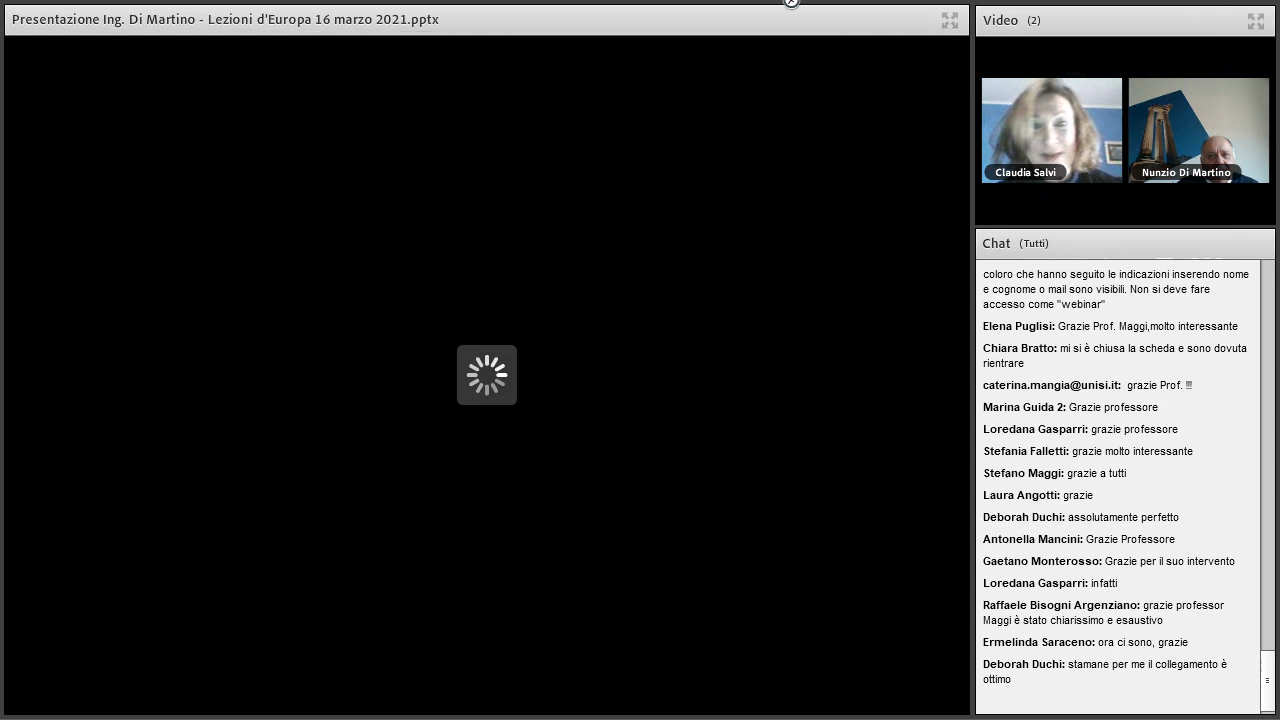 Presentazione Ing. Di Martino - Lezioni d'Europa 16 marzo 2021.pptx
Video (2)
Claudia Salvi
Nunzio Di Martino
Chat (Tutti)
coloro che hanno seguito le indicazioni inserendo nome
e cognome o mail sono visibili. Non si deve fare
accesso come "webinar"
Elena Puglisi: Grazie Prof. Maggi,molto interessante
Chiara Bratto: mi si è chiusa la scheda e sono dovuta
rientrare
caterina.mangia@unisi.it: grazie Prof. !!!
Marina Guida 2: Grazie professore
Loredana Gasparri: grazie professore
Stefania Falletti: grazie molto interessante
Stefano Maggi: grazie a tutti
Laura Angotti: grazie
Deborah Duchi: assolutamente perfetto
Antonella Mancini: Grazie Professore
Gaetano Monterosso: Grazie per il suo intervento
Loredana Gasparri: infatti
Raffaele Bisogni Argenziano: grazie professor
Maggi è stato chiarissimo e esaustivo
Ermelinda Saraceno: ora ci sono, grazie
Deborah Duchi: stamane per me il collegamento è
ottimo